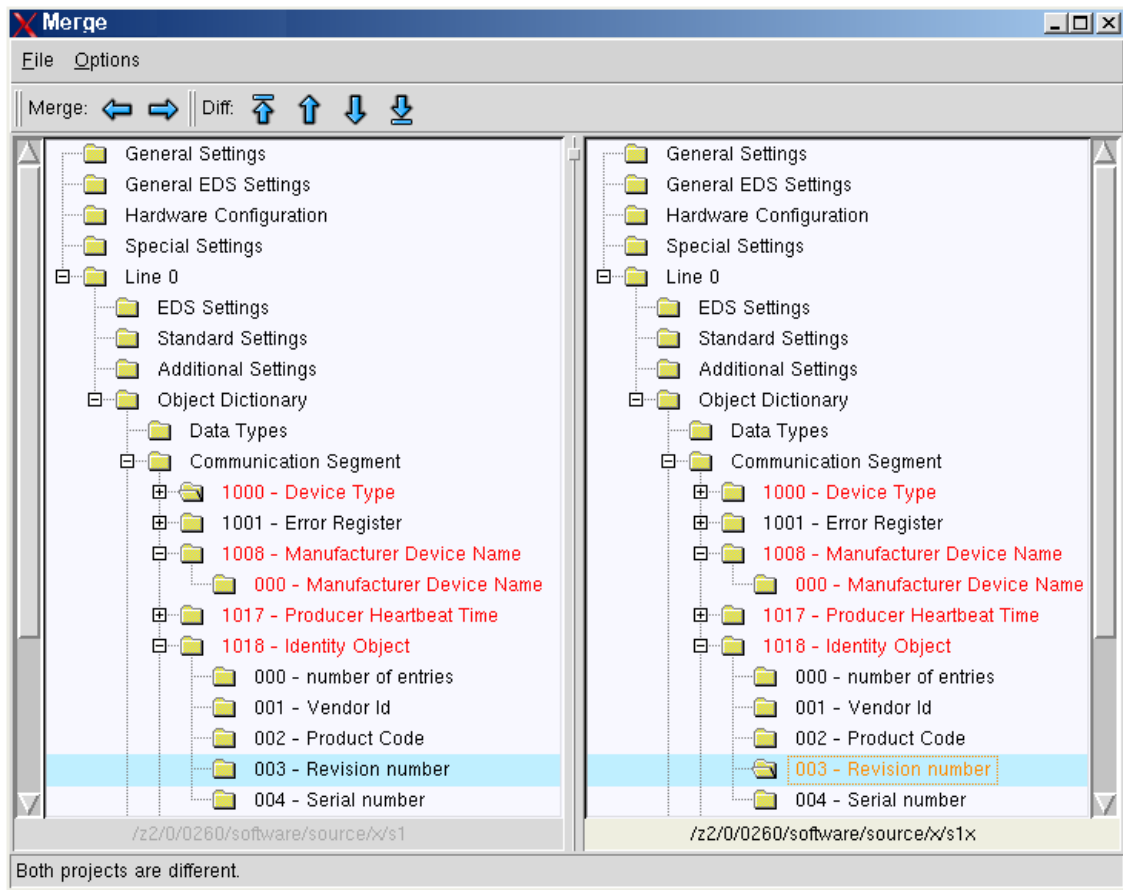 Merge
File Options
Merge: Diff:
General Settings
General EDS Settings
Hardware Configuration
Special Settings
Line 0
EDS Settings
Standard Settings
Additional Settings
Object Dictionary
Data Types
Communication Segment
1000 - Device Type
1001 - Error Register
1008 - Manufacturer Device Name
000 - Manufacturer Device Name
1017 - Producer Heartbeat Time
1018 - Identity Object
000 - number of entries
001 - Vendor Id
002 - Product Code
003 - Revision number
004 - Serial number
/z2/0/0260/software/source/x/s1
General Settings
General EDS Settings
Hardware Configuration
Special Settings
Line 0
EDS Settings
Standard Settings
Additional Settings
Object Dictionary
Data Types
Communication Segment
1000 - Device Type
1001 - Error Register
1008 - Manufacturer Device Name
000 - Manufacturer Device Name
1017 - Producer Heartbeat Time
1018 - Identity Object
000 - number of entries
001 - Vendor Id
002 - Product Code
003 - Revision number
004 - Serial number
/z2/0/0260/software/source/x/s1x
Both projects are different.